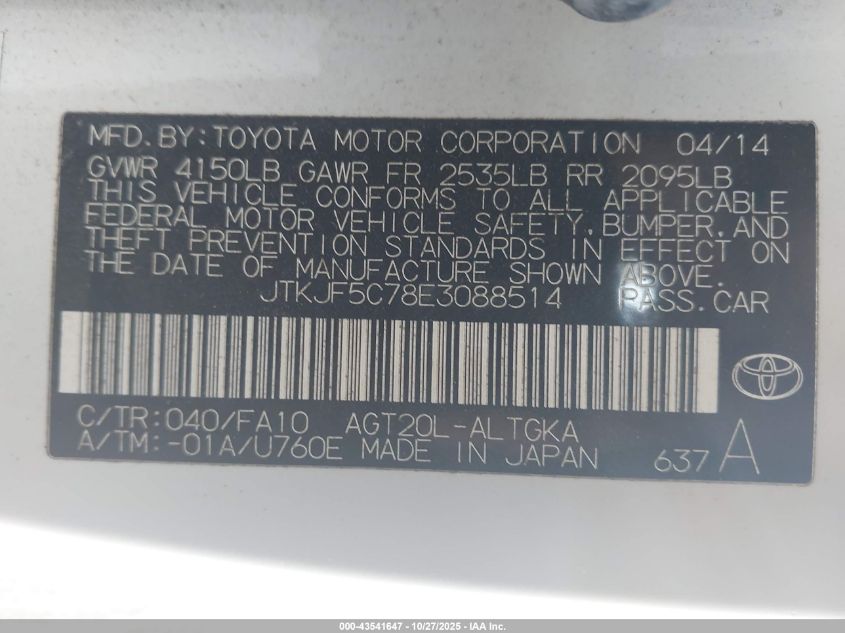 MFD.BY:TOYOTA MOTOR CORPORATION 04/14
GVWR 4150LB GAWR FR 2535LB RR 2095LB
THIS VEHICLE CONFORMS TO ALL APPLICABLE
FEDERAL MOTOR VEHICLE SAFETY,BUMPER,AND
THEFT PREVENTION STANDARDS IN EFFECT ON
THE DATE OF MANUFACTURE SHOWN ABOVE.
JTKJF5C78E3088514 PASS.CAR
C/TR:040/FA10 AGT20L-ALTGKA
A/TM:-01A/U760E MADE IN JAPAN 637 A
000-43541647 - 10/27/2025 - IAA Inc.